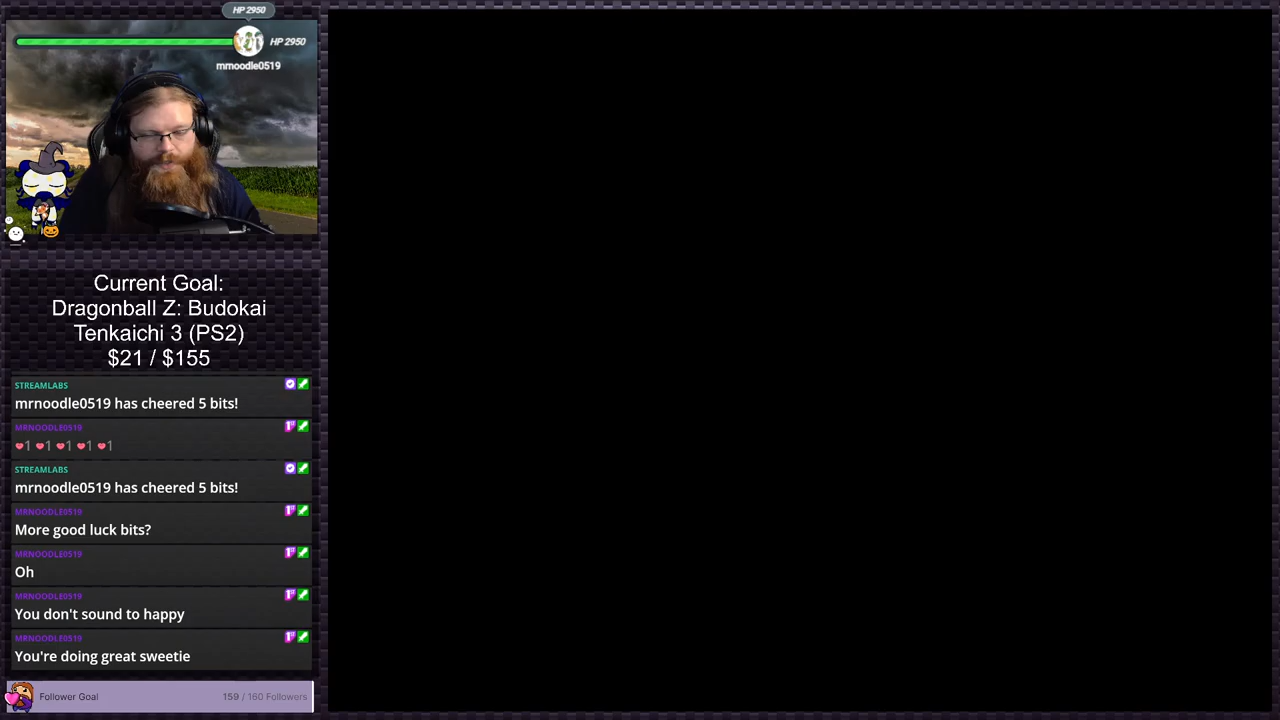 HP 2950
HP 2950
mrnoodle0519
Current Goal:
Dragonball Z: Budokai
Tenkaichi 3 (PS2)
$21 / $155
STREAMLABS
mrnoodle0519 has cheered 5 bits!
MRNOODLE0519
1 1 1 1 1
STREAMLABS
mrnoodle0519 has cheered 5 bits!
MRNOODLE0519
More good luck bits?
MRNOODLE0519
Oh
MRNOODLE0519
You don't sound to happy
MRNOODLE0519
You're doing great sweetie
Follower Goal
159 / 160 Followers